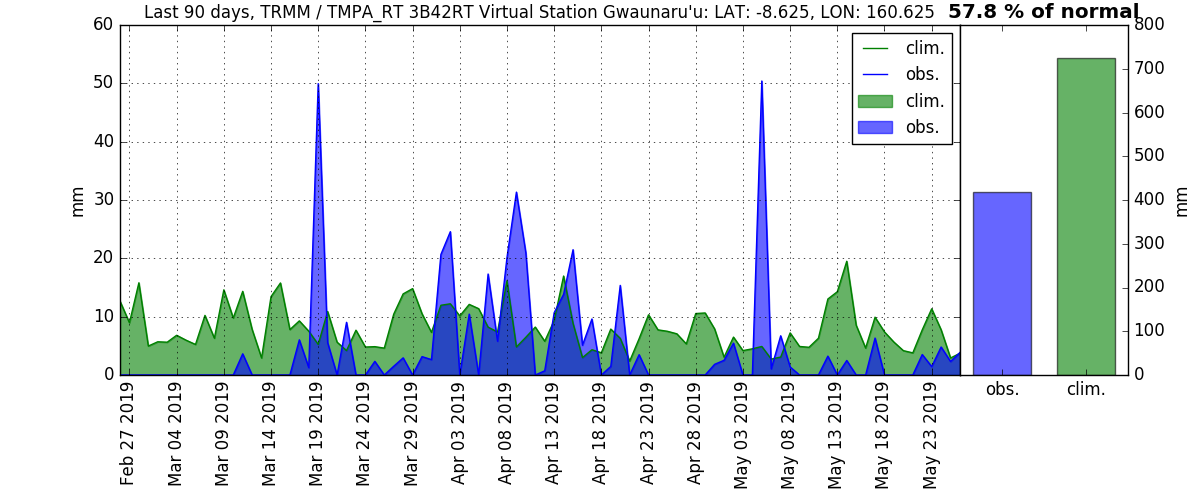 Last 90 days, TRMM / TMPA_RT 3B42RT Virtual Station Gwaunaru'u: LAT: -8.625, LON: 160.625
57.8 % of normal
60
50
40
30
20
10
0
mm
clim.
obs.
clim.
obs.
800
700
600
500
400
300
200
100
0
mm
Feb 27 2019
Mar 04 2019
Mar 09 2019
Mar 14 2019
Mar 19 2019
Mar 24 2019
Mar 29 2019
Apr 03 2019
Apr 08 2019
Apr 13 2019
Apr 18 2019
Apr 23 2019
Apr 28 2019
May 03 2019
May 08 2019
May 13 2019
May 18 2019
May 23 2019
obs.
clim.